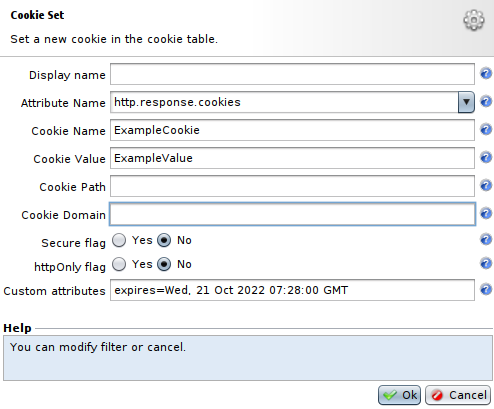 Cookie Set
Set a new cookie in the cookie table.
Display name
Attribute Name http.response.cookies
Cookie Name ExampleCookie
Cookie Value ExampleValue
Cookie Path
Cookie Domain
Secure flag Yes No
httpOnly flag Yes No
Custom attributes expires=Wed, 21 Oct 2022 07:28:00 GMT
Help
You can modify filter or cancel.
Ok Cancel